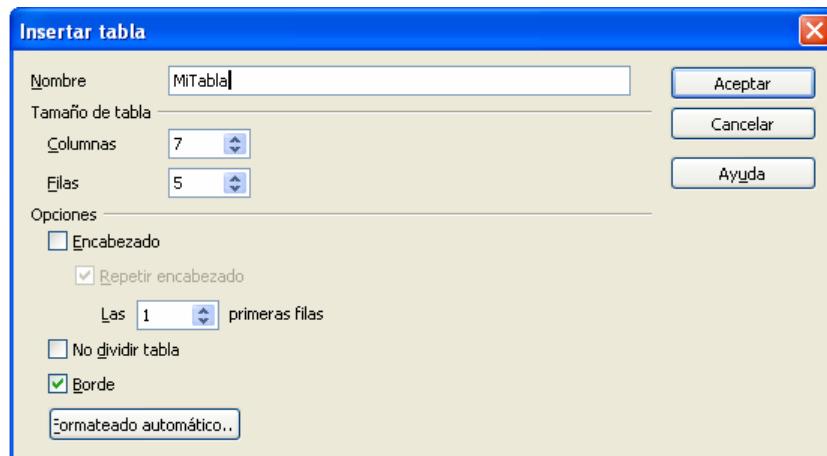 Insertar tabla
Nombre MiTabla Aceptar
Tamaño de tabla
Cancelar
Columnas 7
Filas 5 Ayuda
Opciones
Encabezado
Repetir encabezado
Las 1 primeras filas
No dividir tabla
Borde
Formateado automático..